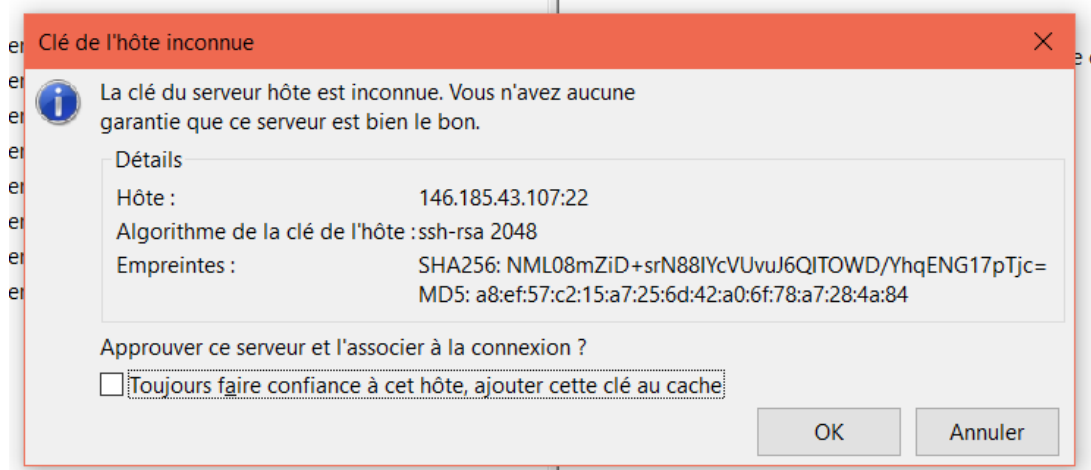 Clé de l'hôte inconnue
La clé du serveur hôte est inconnue. Vous n'avez aucune
garantie que ce serveur est bien le bon.
Détails
Hôte : 146.185.43.107:22
Algorithme de la clé de l'hôte : ssh-rsa 2048
Empreintes : SHA256: NML08mZiD+srN88IYcVUvuJ6QITOWD/YhqENG17pTjc=
MD5: a8:ef:57:c2:15:a7:25:6d:42:a0:6f:78:a7:28:4a:84
Approuver ce serveur et l'associer à la connexion ?
Toujours faire confiance à cet hôte, ajouter cette clé au cache
OK Annuler